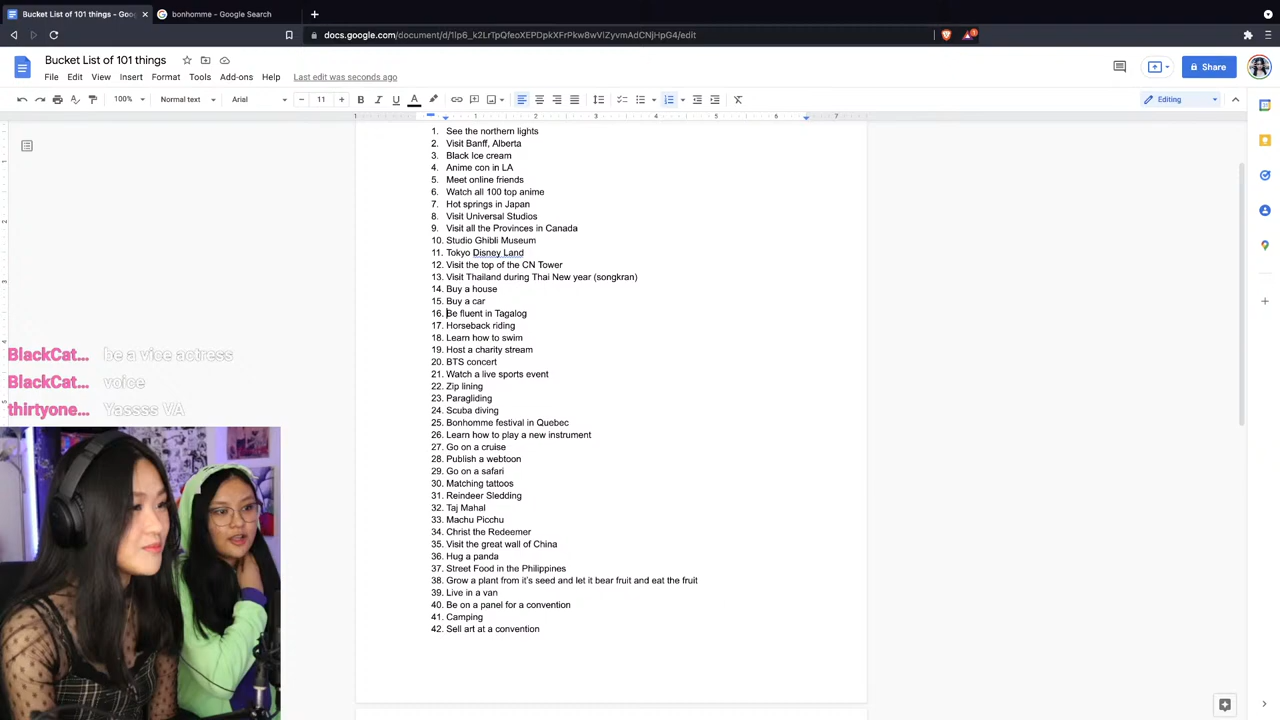 Bucket List of 101 things - Goo
bonhomme - Google Search
docs.google.com/document/d/1lp6_k2LrTpQfeoXEPDpkXFrPkw8wVlZyvmAdCNjHpG4/edit
1
Bucket List of 101 things
File Edit View Insert Format Tools Add-ons Help Last edit was seconds ago
Share
100% Normal text Arial 11 Editing
1 1 2 3 4 5 6 7
1. See the northern lights
2. Visit Banff, Alberta
3. Black Ice cream
4. Anime con in LA
5. Meet online friends
6. Watch all 100 top anime
7. Hot springs in Japan
8. Visit Universal Studios
9. Visit all the Provinces in Canada
10. Studio Ghibli Museum
11. Tokyo Disney Land
12. Visit the top of the CN Tower
13. Visit Thailand during Thai New year (songkran)
14. Buy a house
15. Buy a car
16. Be fluent in Tagalog
17. Horseback riding
18. Learn how to swim
19. Host a charity stream
20. BTS concert
21. Watch a live sports event
22. Zip lining
23. Paragliding
24. Scuba diving
25. Bonhomme festival in Quebec
26. Learn how to play a new instrument
27. Go on a cruise
28. Publish a webtoon
29. Go on a safari
30. Matching tattoos
31. Reindeer Sledding
32. Taj Mahal
33. Machu Picchu
34. Christ the Redeemer
35. Visit the great wall of China
36. Hug a panda
37. Street Food in the Philippines
38. Grow a plant from it's seed and let it bear fruit and eat the fruit
39. Live in a van
40. Be on a panel for a convention
41. Camping
42. Sell art at a convention
BlackCat... be a vice actress
BlackCat... voice
thirtyone... Yassss VA